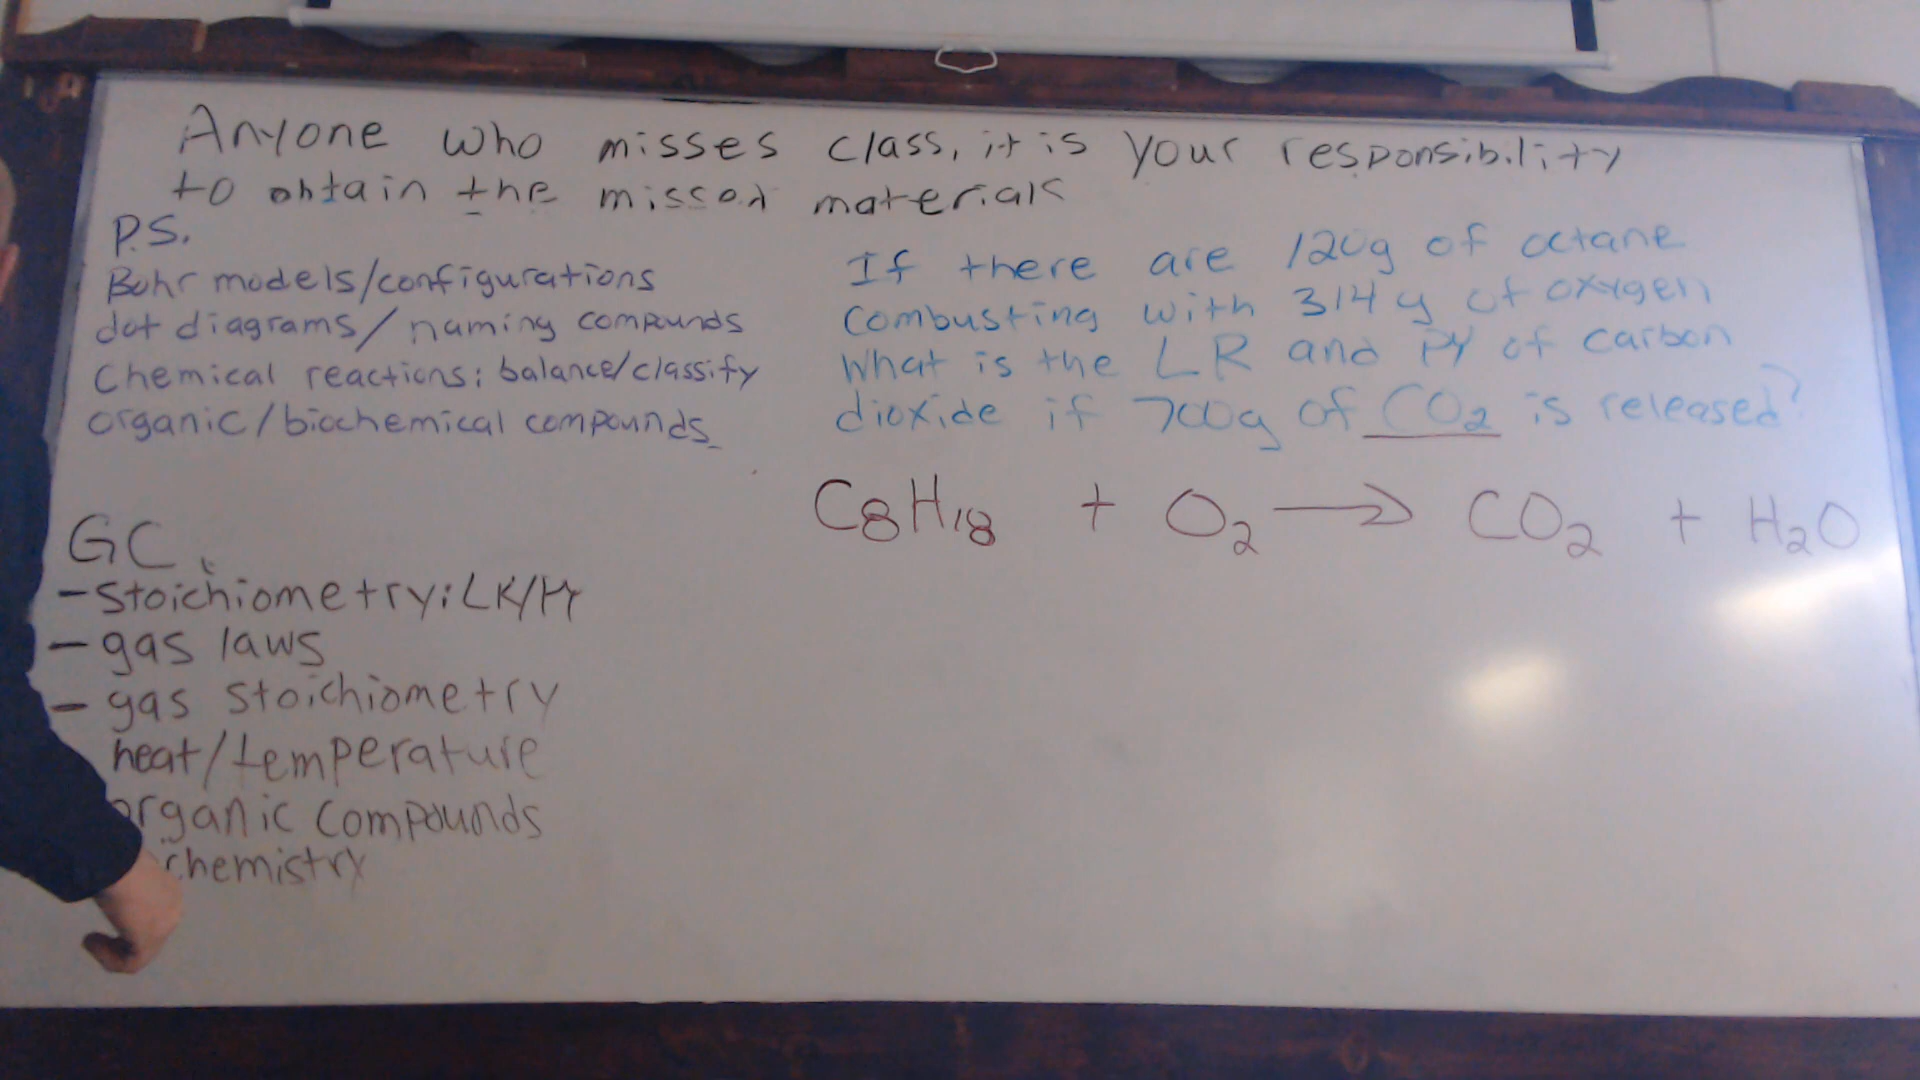 Anyone who misses class, it is your responsibility
to obtain the missed materials
P.S.
Bohr models/configurations
dot diagrams/naming compounds
Chemical reactions: balance/classify
organic/biochemical compounds
If there are 120g of octane
combusting with 314g of oxygen
What is the LR and PY of carbon
dioxide if 700g of CO2 is released?
C8H18 + O2 → CO2 + H2O
GC
- Stoichiometry: LR/PY
- gas laws
- gas stoichiometry
heat/temperature
organic compounds
chemistry